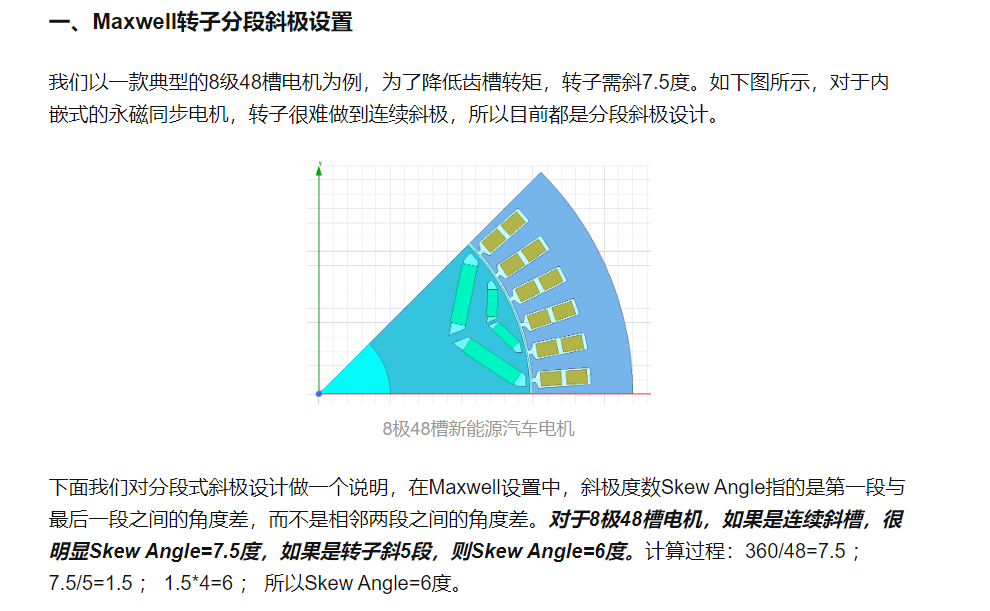 一、Maxwell转子分段斜极设置
我们以一款典型的8级48槽电机为例，为了降低齿槽转矩，转子需斜7.5度。如下图所示，对于内
嵌式的永磁同步电机，转子很难做到连续斜极，所以目前都是分段斜极设计。
Y
8极48槽新能源汽车电机
下面我们对分段式斜极设计做一个说明，在Maxwell设置中，斜极度数Skew Angle指的是第一段与
最后一段之间的角度差，而不是相邻两段之间的角度差。对于8极48槽电机，如果是连续斜槽，很
明显Skew Angle=7.5度，如果是转子斜5段，则Skew Angle=6度。计算过程：360/48=7.5；
7.5/5=1.5； 1.5*4=6； 所以Skew Angle=6度。